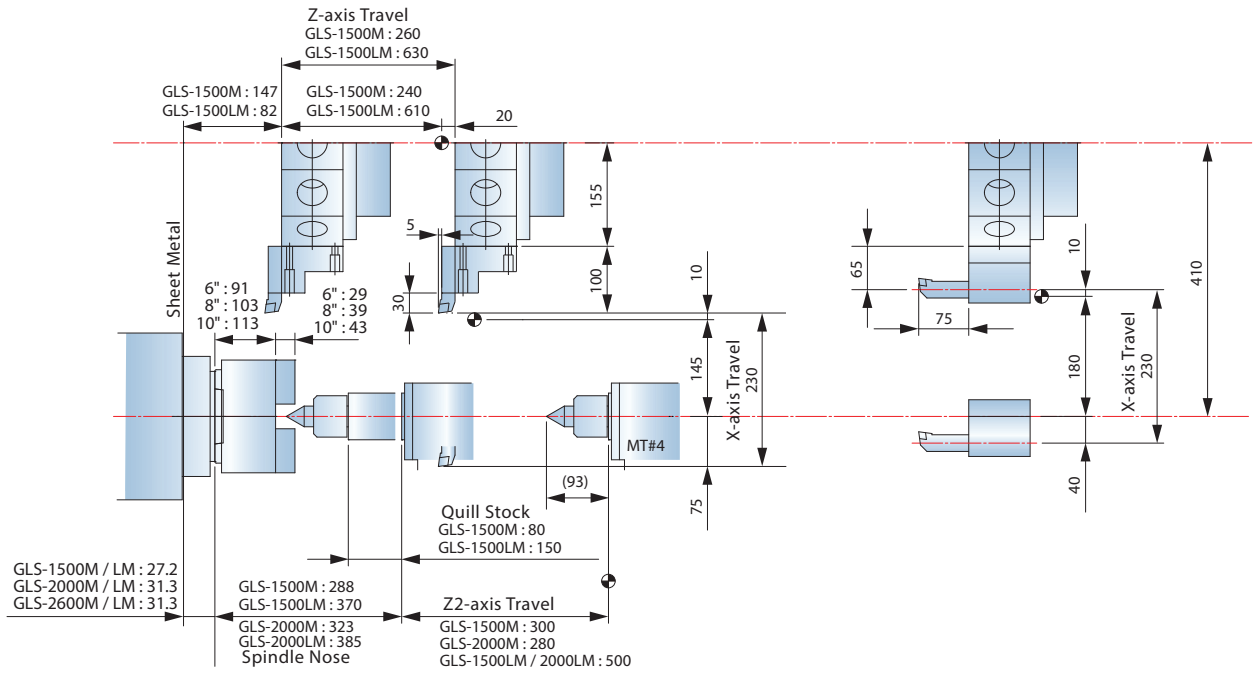 Z-axis Travel
GLS-1500M : 260
GLS-1500LM : 630
GLS-1500M : 147
GLS-1500LM : 82
GLS-1500M : 240
GLS-1500LM : 610
20
155
5
100
30
10
65
75
10
410
Sheet Metal
6" : 91
8" : 103
10" : 113
6" : 29
8" : 39
10" : 43
145
X-axis Travel
230
180
X-axis Travel
230
MT#4
(93)
75
40
Quill Stock
GLS-1500M : 80
GLS-1500LM : 150
GLS-1500M / LM : 27.2
GLS-2000M / LM : 31.3
GLS-2600M / LM : 31.3
GLS-1500M : 288
GLS-1500LM : 370
GLS-2000M : 323
GLS-2000LM : 385
Spindle Nose
Z2-axis Travel
GLS-1500M : 300
GLS-2000M : 280
GLS-1500LM / 2000LM : 500